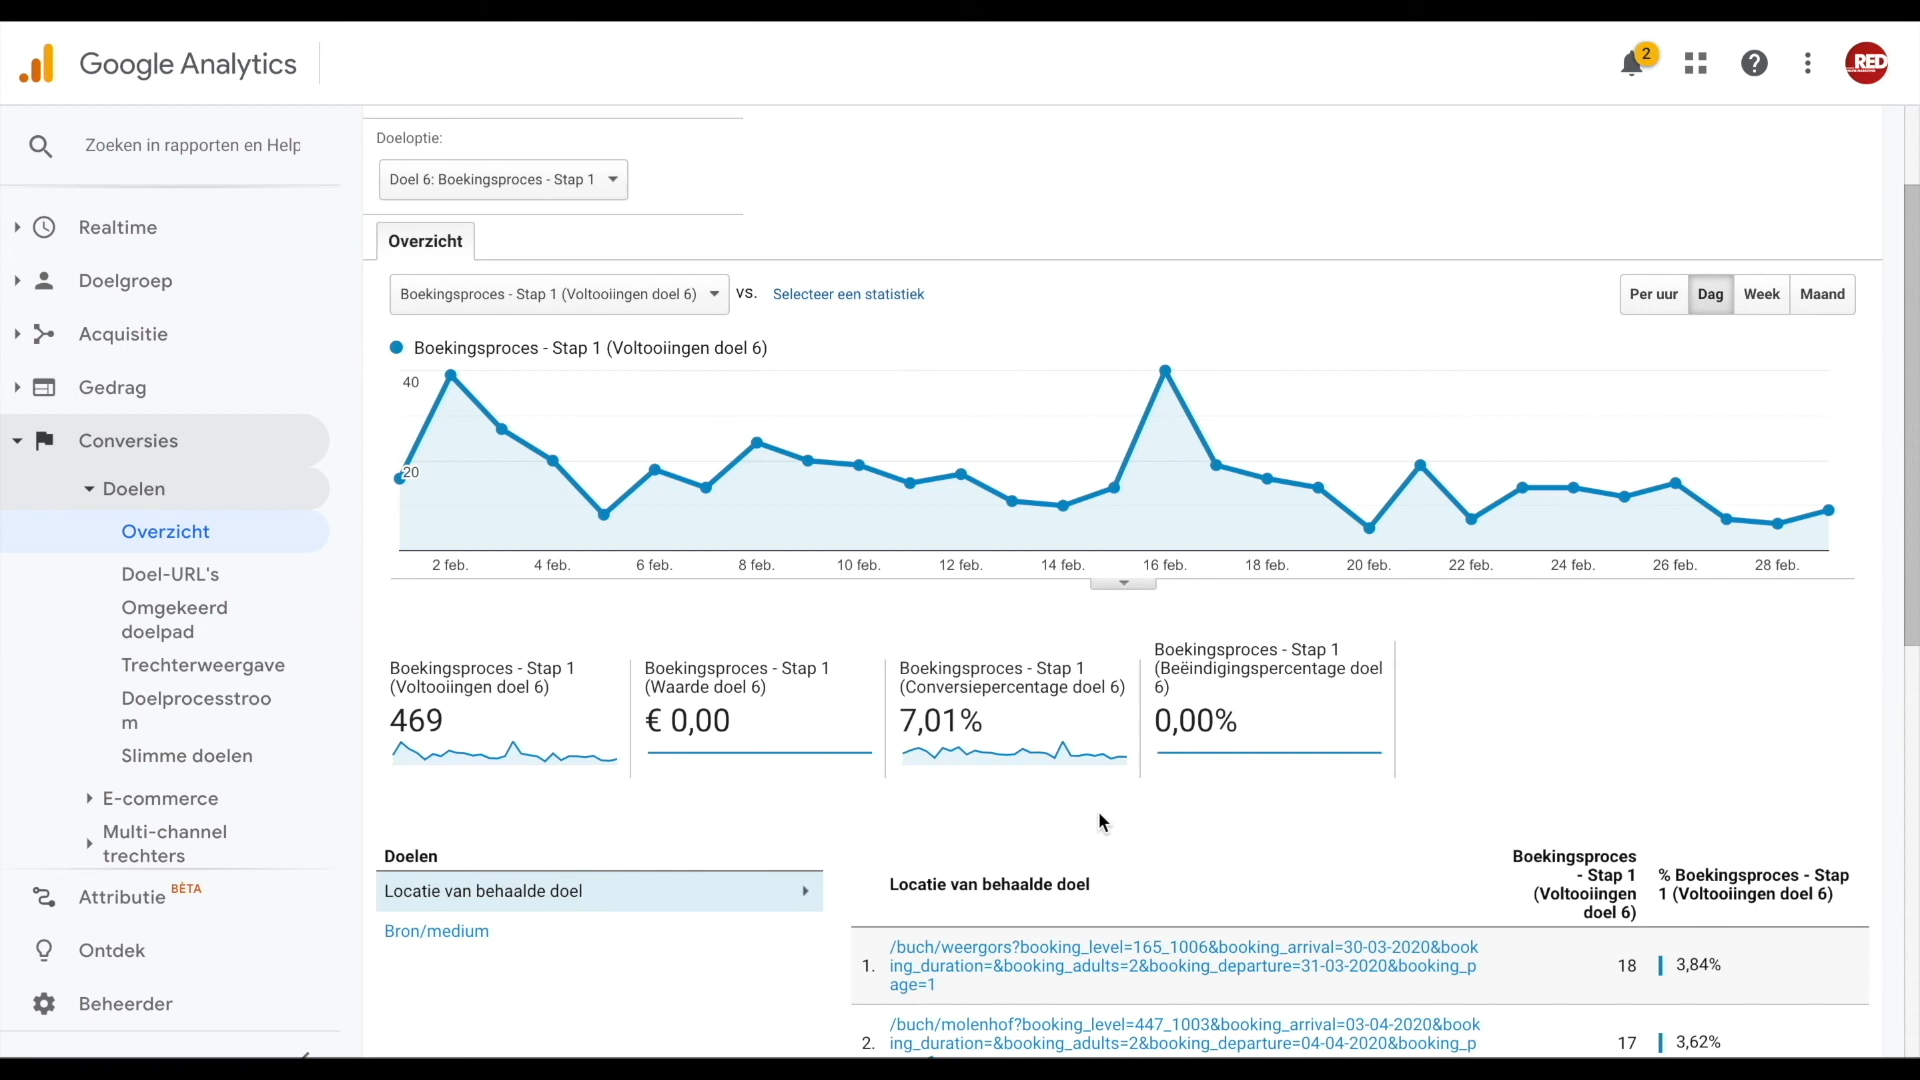 Google Analytics
2
RED
Zoeken in rapporten en Help
Realtime
Doelgroep
Acquisitie
Gedrag
Conversies
Doelen
Overzicht
Doel-URL's
Omgekeerd
doelpad
Trechterweergave
Doelprocesstroo
m
Slimme doelen
E-commerce
Multi-channel
trechters
Attributie BÈTA
Ontdek
Beheerder
Doeloptie:
Doel 6: Boekingsproces - Stap 1
Overzicht
Boekingsproces - Stap 1 (Voltooiingen doel 6) VS. Selecteer een statistiek
Per uur Dag Week Maand
Boekingsproces - Stap 1 (Voltooiingen doel 6)
40
20
2 feb. 4 feb. 6 feb. 8 feb. 10 feb. 12 feb. 14 feb. 16 feb. 18 feb. 20 feb. 22 feb. 24 feb. 26 feb. 28 feb.
Boekingsproces - Stap 1
(Voltooiingen doel 6)
469
Boekingsproces - Stap 1
(Waarde doel 6)
€ 0,00
Boekingsproces - Stap 1
(Conversiepercentage doel 6)
7,01%
Boekingsproces - Stap 1
(Beëindigingspercentage doel
6)
0,00%
Doelen
Locatie van behaalde doel
Bron/medium
Locatie van behaalde doel
Boekingsproces
- Stap 1
(Voltooiingen
doel 6)
% Boekingsproces - Stap
1 (Voltooiingen doel 6)
1. /buch/weergors?booking_level=165_1006&booking_arrival=30-03-2020&book
ing_duration=&booking_adults=2&booking_departure=31-03-2020&booking_p
age=1
18 3,84%
2. /buch/molenhof?booking_level=447_1003&booking_arrival=03-04-2020&book
ing_duration=&booking_adults=2&booking_departure=04-04-2020&booking_p
17 3,62%